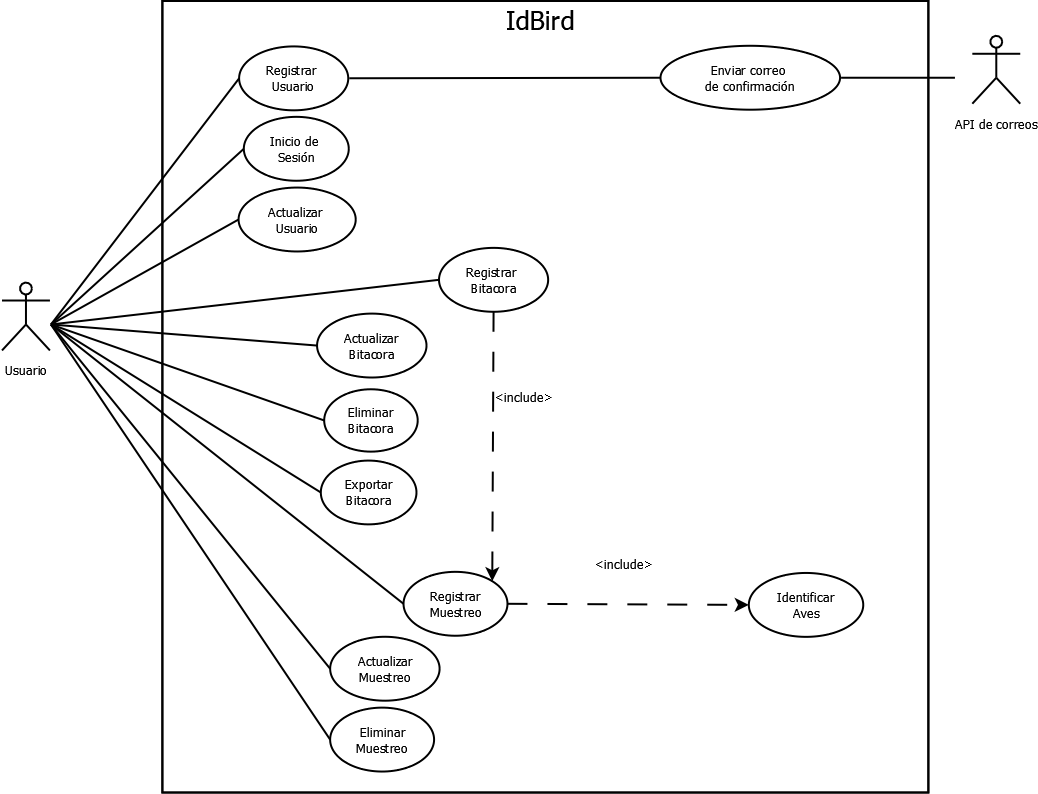 IdBird
Registrar
Usuario
Enviar correo
de confirmación
API de correos
Inicio de
Sesión
Actualizar
Usuario
Registrar
Bitacora
Usuario
Actualizar
Bitacora
<include>
Eliminar
Bitacora
Exportar
Bitacora
<include>
Registrar
Muestreo
Identificar
Aves
Actualizar
Muestreo
Eliminar
Muestreo